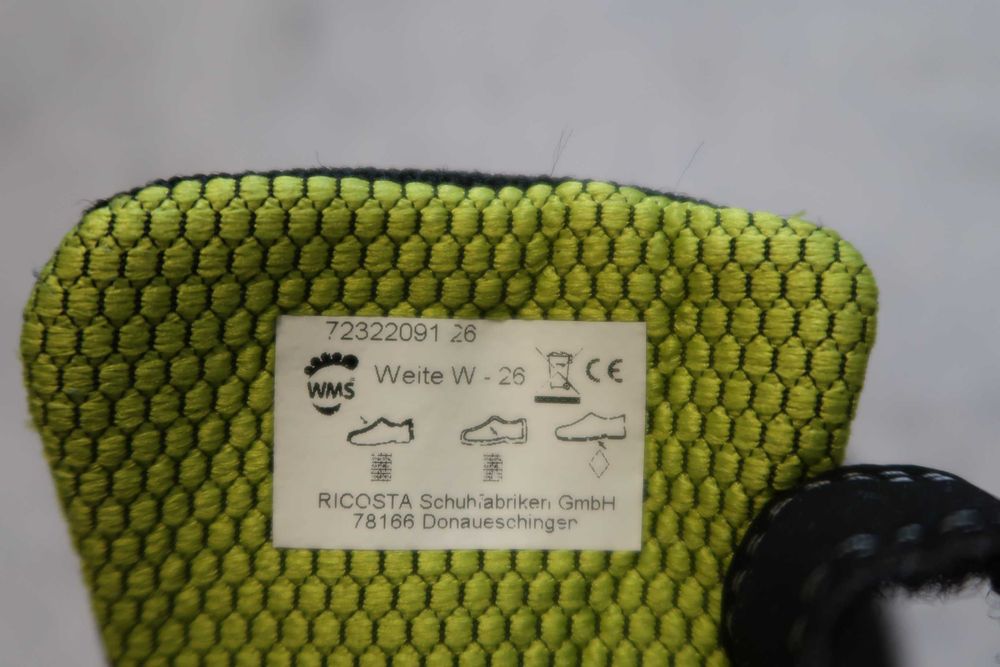 72322091 26
WMS
Weite W - 26
CE
RICOSTA Schuhfabriken GmbH
78166 Donaueschingen